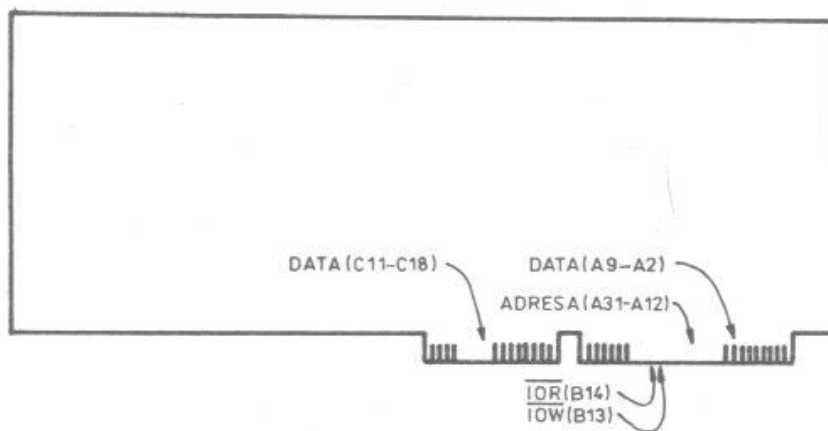 DATA(C11-C18)
DATA(A9-A2)
ADRESA(A31-A12)
IOR(B14)
IOW(B13)